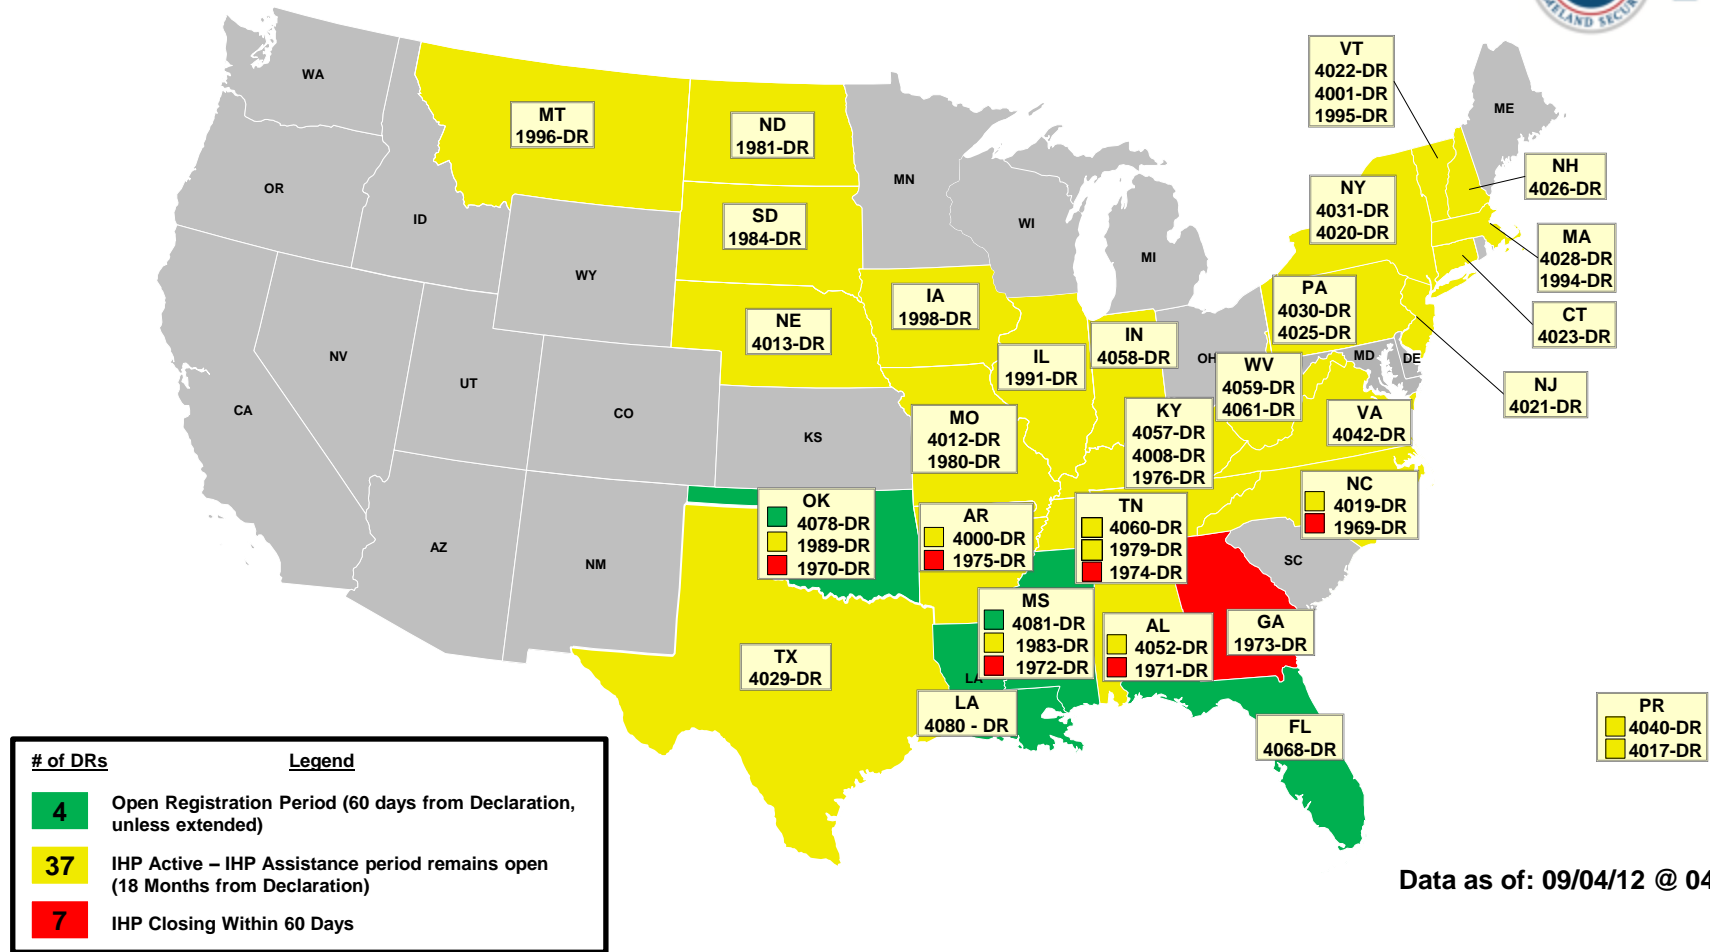 MELAND SECUR
WA
MT
1996-DR
ND
1981-DR
MN
VT
4022-DR
4001-DR
1995-DR
ME
OR
ID
SD
1984-DR
WI
MI
NY
4031-DR
4020-DR
NH
4026-DR
MA
4028-DR
1994-DR
WY
NE
4013-DR
IA
1998-DR
IL
1991-DR
IN
4058-DR
OH
PA
4030-DR
4025-DR
CT
4023-DR
MD
DE
NJ
4021-DR
NV
UT
CA
CO
KS
MO
4012-DR
1980-DR
KY
4057-DR
4008-DR
1976-DR
WV
4059-DR
4061-DR
VA
4042-DR
AZ
NM
OK
4078-DR
1989-DR
1970-DR
AR
4000-DR
1975-DR
TN
4060-DR
1979-DR
1974-DR
NC
4019-DR
1969-DR
SC
TX
4029-DR
MS
4081-DR
1983-DR
1972-DR
AL
4052-DR
1971-DR
GA
1973-DR
LA
LA
4080 - DR
FL
4068-DR
PR
4040-DR
4017-DR
# of DRs
Legend
4
Open Registration Period (60 days from Declaration,
unless extended)
37
IHP Active – IHP Assistance period remains open
(18 Months from Declaration)
7
IHP Closing Within 60 Days
Data as of: 09/04/12 @ 04